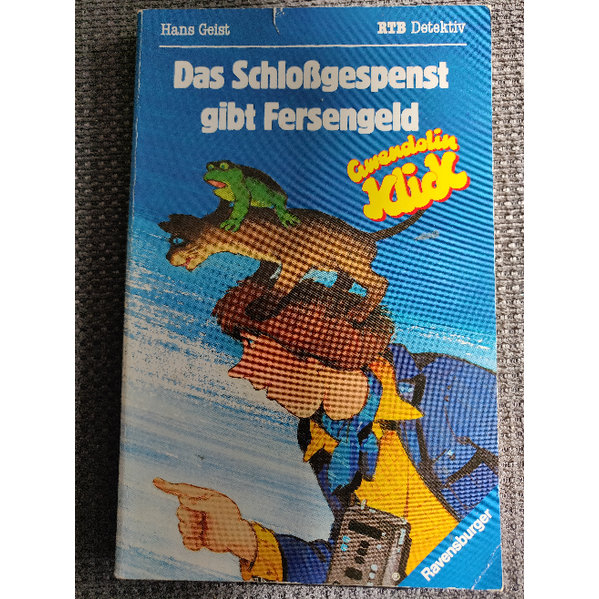 Hans Geist
RTB Detektiv
Das Schloßgespenst
gibt Fersengeld
Gwendolin
Klick
Ravensburger